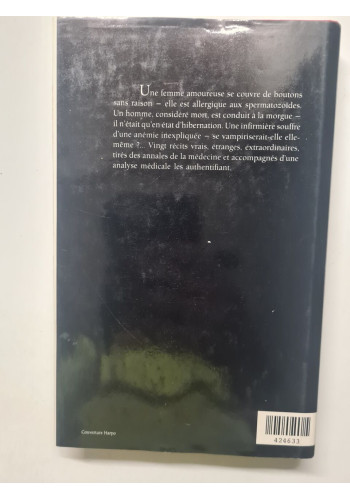 Une femme amoureuse se couvre de boutons
sans raison – elle est allergique aux spermatozoïdes.
Un homme, considéré mort, est conduit à la morgue –
il n'était qu'en état d'hibernation. Une infirmière souffre
d'une anémie inexpliquée – se vampiriserait-elle elle-
même ?... Vingt récits vrais, étranges, extraordinaires,
tirés des annales de la médecine et accompagnés d'une
analyse médicale les authentifiant.
Couverture Harpo
424633